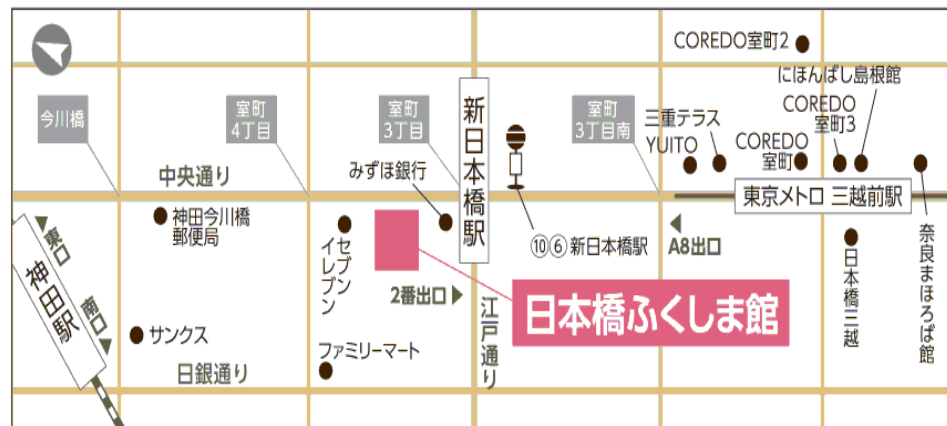 COREDO室町2
にほんばし島根館
今川橋
室町
4丁目
室町
3丁目
新日本橋駅
室町
3丁目南
三重テラス
YUITO
COREDO
室町
COREDO
室町3
中央通り
みずほ銀行
東京メトロ 三越前駅
神田今川橋
郵便局
セブン
イレブン
⑩⑥新日本橋駅
A8出口
東口
神田駅
南口
2番出口
日本橋ふくしま館
日本橋三越
奈良まほろば館
サンクス
江戸通り
ファミリーマート
日銀通り